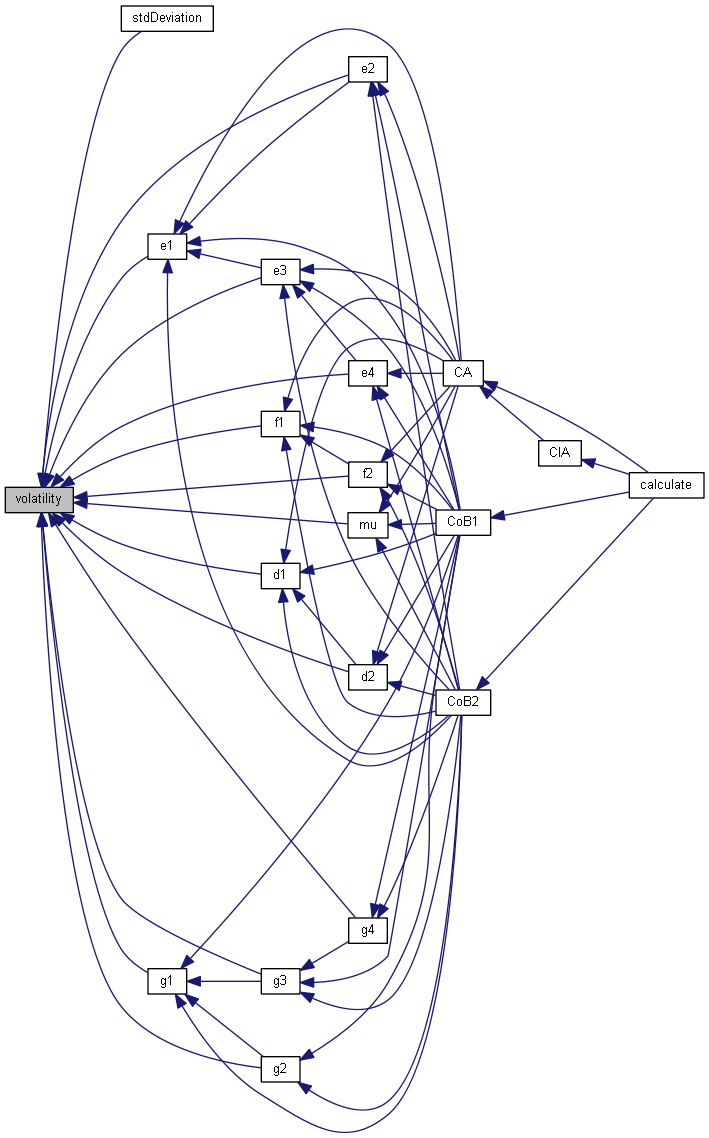 stdDeviation
e2
e1
e3
e4
CA
f1
CIA
f2
calculate
volatility
mu
CoB1
d1
d2
CoB2
g4
g1
g3
g2